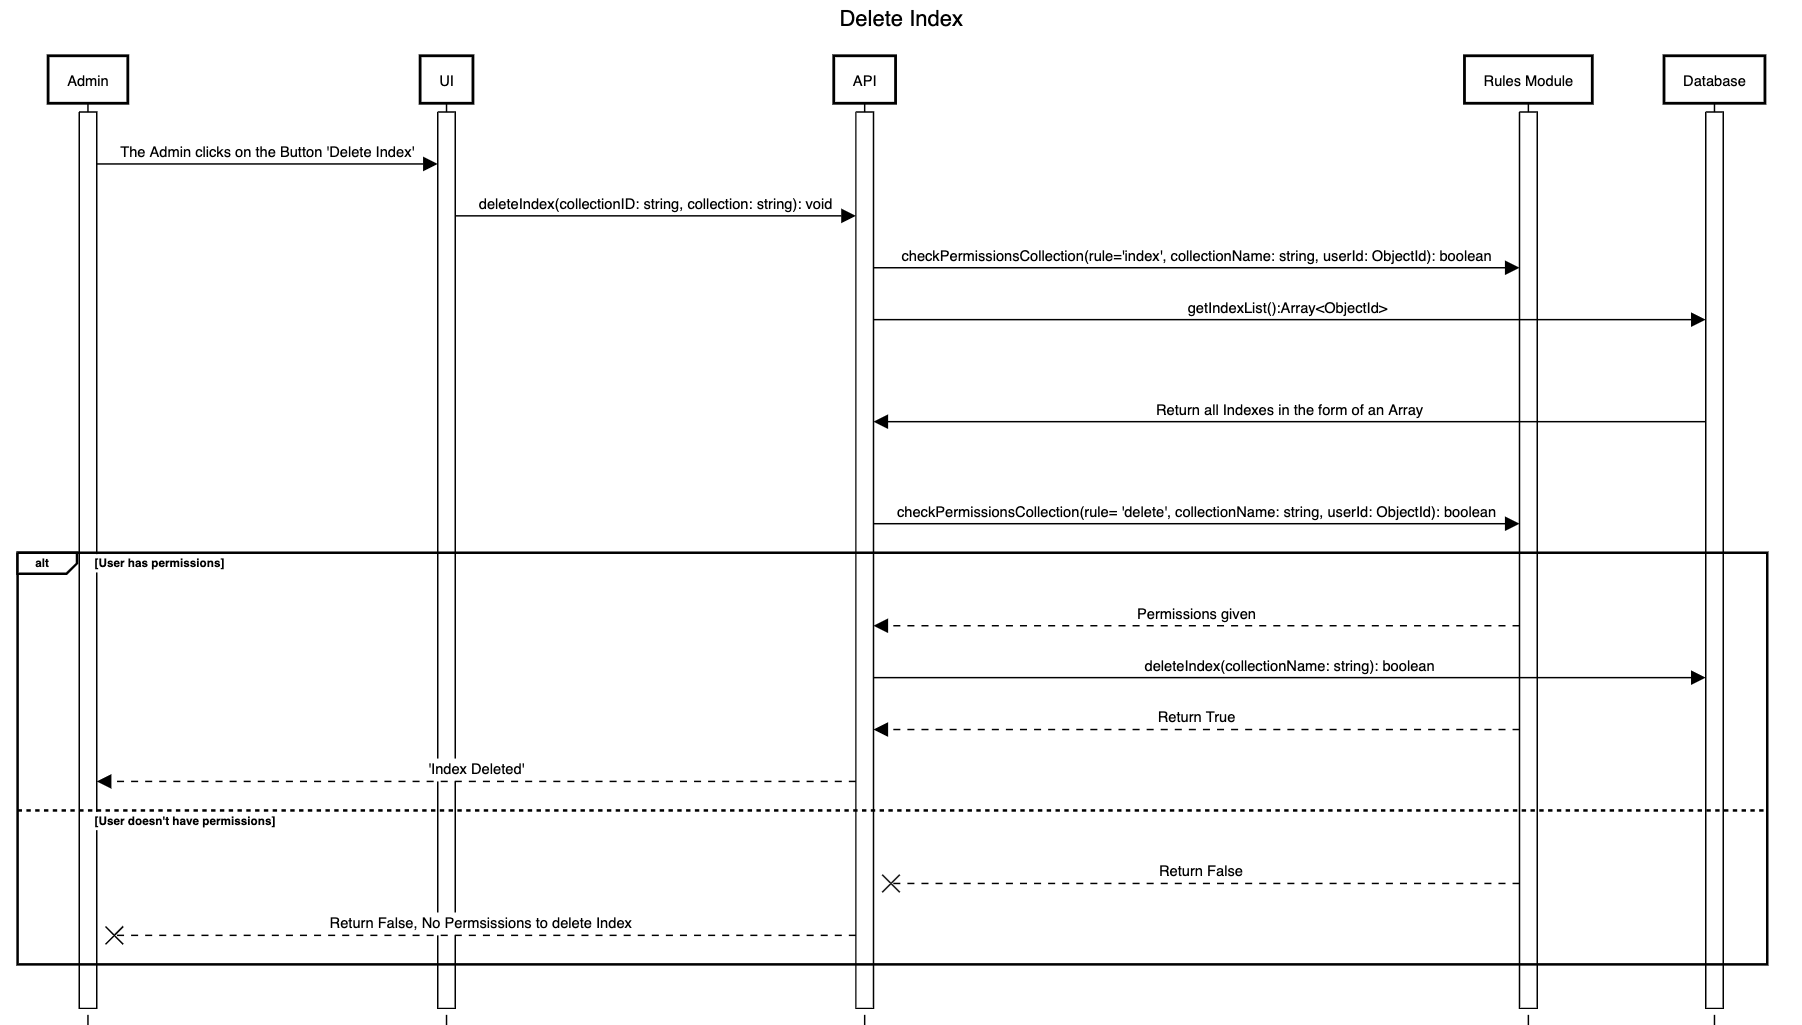 Delete Index
Admin
UI
API
Rules Module
Database
The Admin clicks on the Button 'Delete Index'
deleteIndex(collectionID: string, collection: string): void
checkPermissionsCollection(rule='index', collectionName: string, userId: ObjectId): boolean
getIndexList():Array<ObjectId>
Return all Indexes in the form of an Array
checkPermissionsCollection(rule= 'delete', collectionName: string, userId: ObjectId): boolean
alt
[User has permissions]
Permissions given
deleteIndex(collectionName: string): boolean
Return True
'Index Deleted'
[User doesn't have permissions]
Return False
Return False, No Permsissions to delete Index